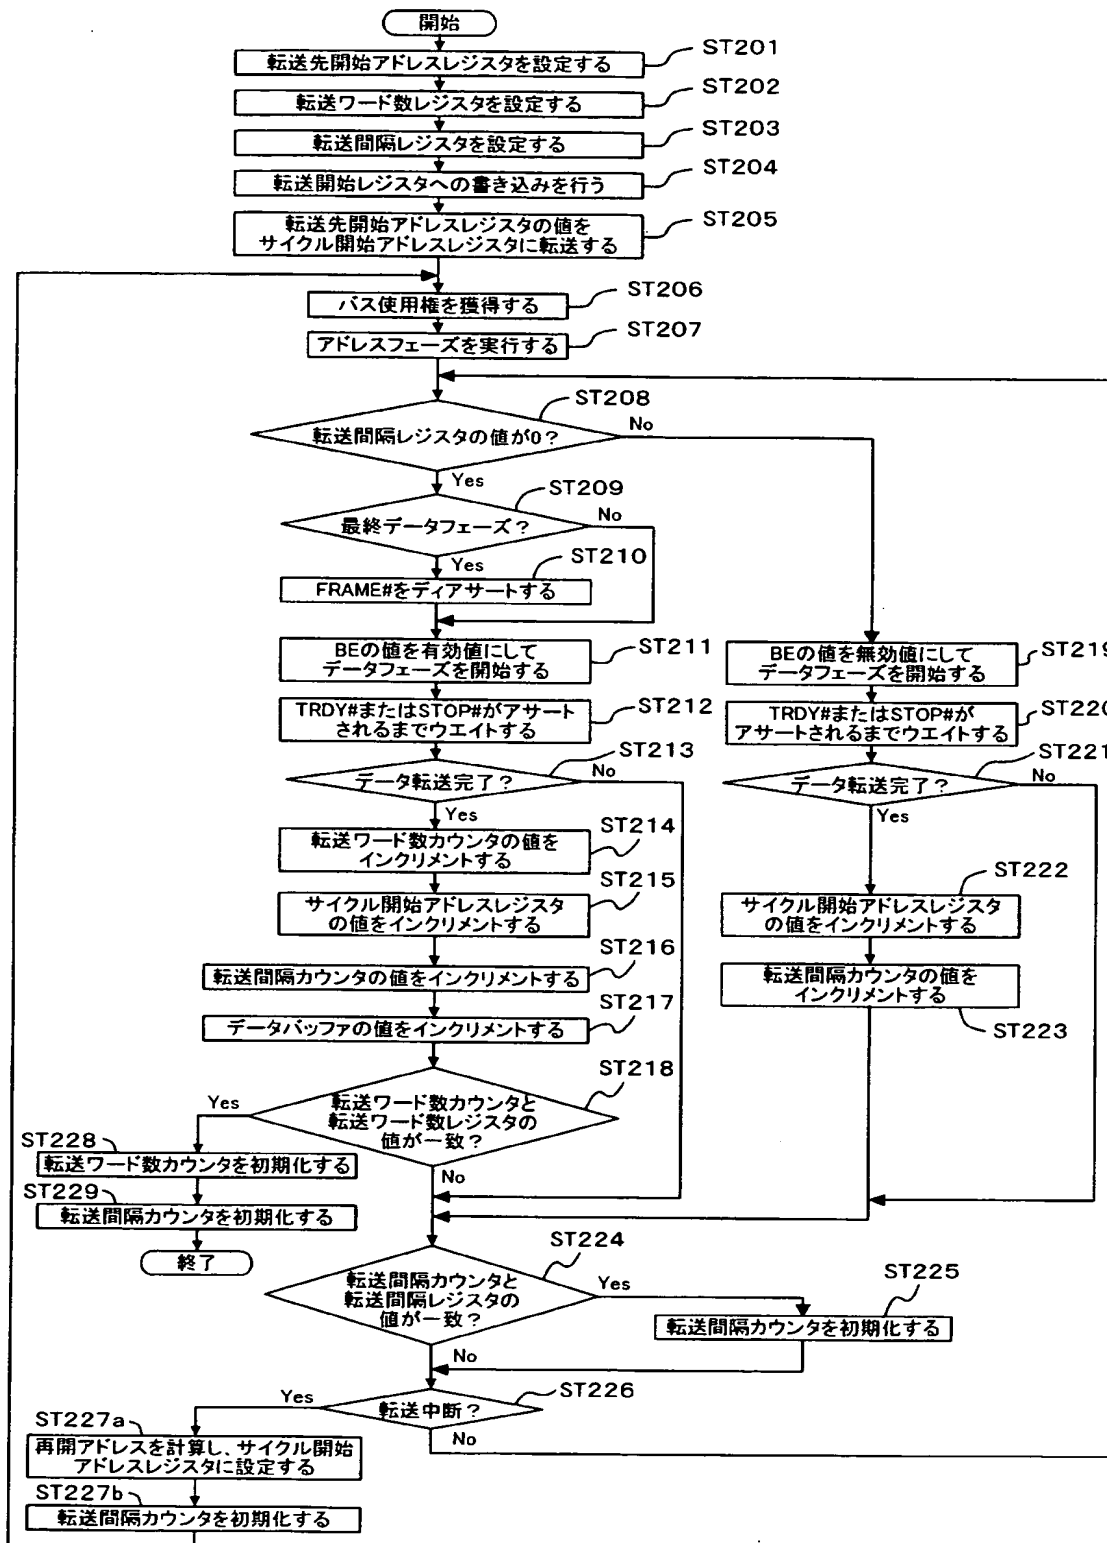 開始
転送先開始アドレスレジスタを設定する
ST201
転送ワード数レジスタを設定する
ST202
転送間隔レジスタを設定する
ST203
転送開始レジスタへの書き込みを行う
ST204
転送先開始アドレスレジスタの値を
サイクル開始アドレスレジスタに転送する
ST205
バス使用権を獲得する
ST206
アドレスフェーズを実行する
ST207
転送間隔レジスタの値が0?
ST208
No
Yes
最終データフェーズ?
ST209
No
Yes
FRAME#をディアサートする
ST210
BEの値を有効値にして
データフェーズを開始する
ST211
TRDY#またはSTOP#がアサート
されるまでウエイトする
ST212
データ転送完了?
ST213
No
Yes
転送ワード数カウンタの値を
インクリメントする
ST214
サイクル開始アドレスレジスタ
の値をインクリメントする
ST215
転送間隔カウンタの値をインクリメントする
ST216
データバッファの値をインクリメントする
ST217
転送ワード数カウンタと
転送ワード数レジスタの
値が一致?
ST218
Yes
No
BEの値を無効値にして
データフェーズを開始する
ST219
TRDY#またはSTOP#が
アサートされるまでウエイトする
ST220
データ転送完了?
ST221
No
Yes
サイクル開始アドレスレジスタ
の値をインクリメントする
ST222
転送間隔カウンタの値を
インクリメントする
ST223
ST228
転送ワード数カウンタを初期化する
ST229
転送間隔カウンタを初期化する
終了
転送間隔カウンタと
転送間隔レジスタの
値が一致?
ST224
Yes
No
転送間隔カウンタを初期化する
ST225
転送中断?
ST226
Yes
No
ST227a
再開アドレスを計算し、サイクル開始
アドレスレジスタに設定する
ST227b
転送間隔カウンタを初期化する